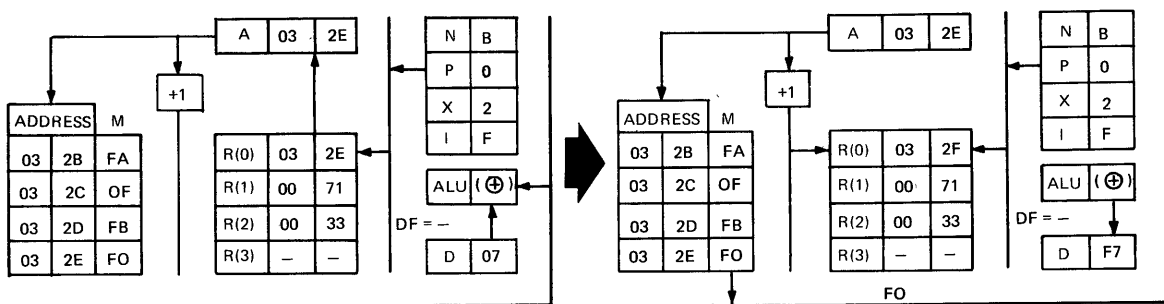 A 03 2E
+1
ADDRESS M
03 2B FA
03 2C OF
03 2D FB
03 2E FO
R(0) 03 2E
R(1) 00 71
R(2) 00 33
R(3) – –
N B
P 0
X 2
I F
ALU (⊕)
DF = –
D 07
A 03 2E
+1
ADDRESS M
03 2B FA
03 2C OF
03 2D FB
03 2E FO
R(0) 03 2F
R(1) 00 71
R(2) 00 33
R(3) – –
N B
P 0
X 2
I F
ALU (⊕)
DF = –
D F7
FO